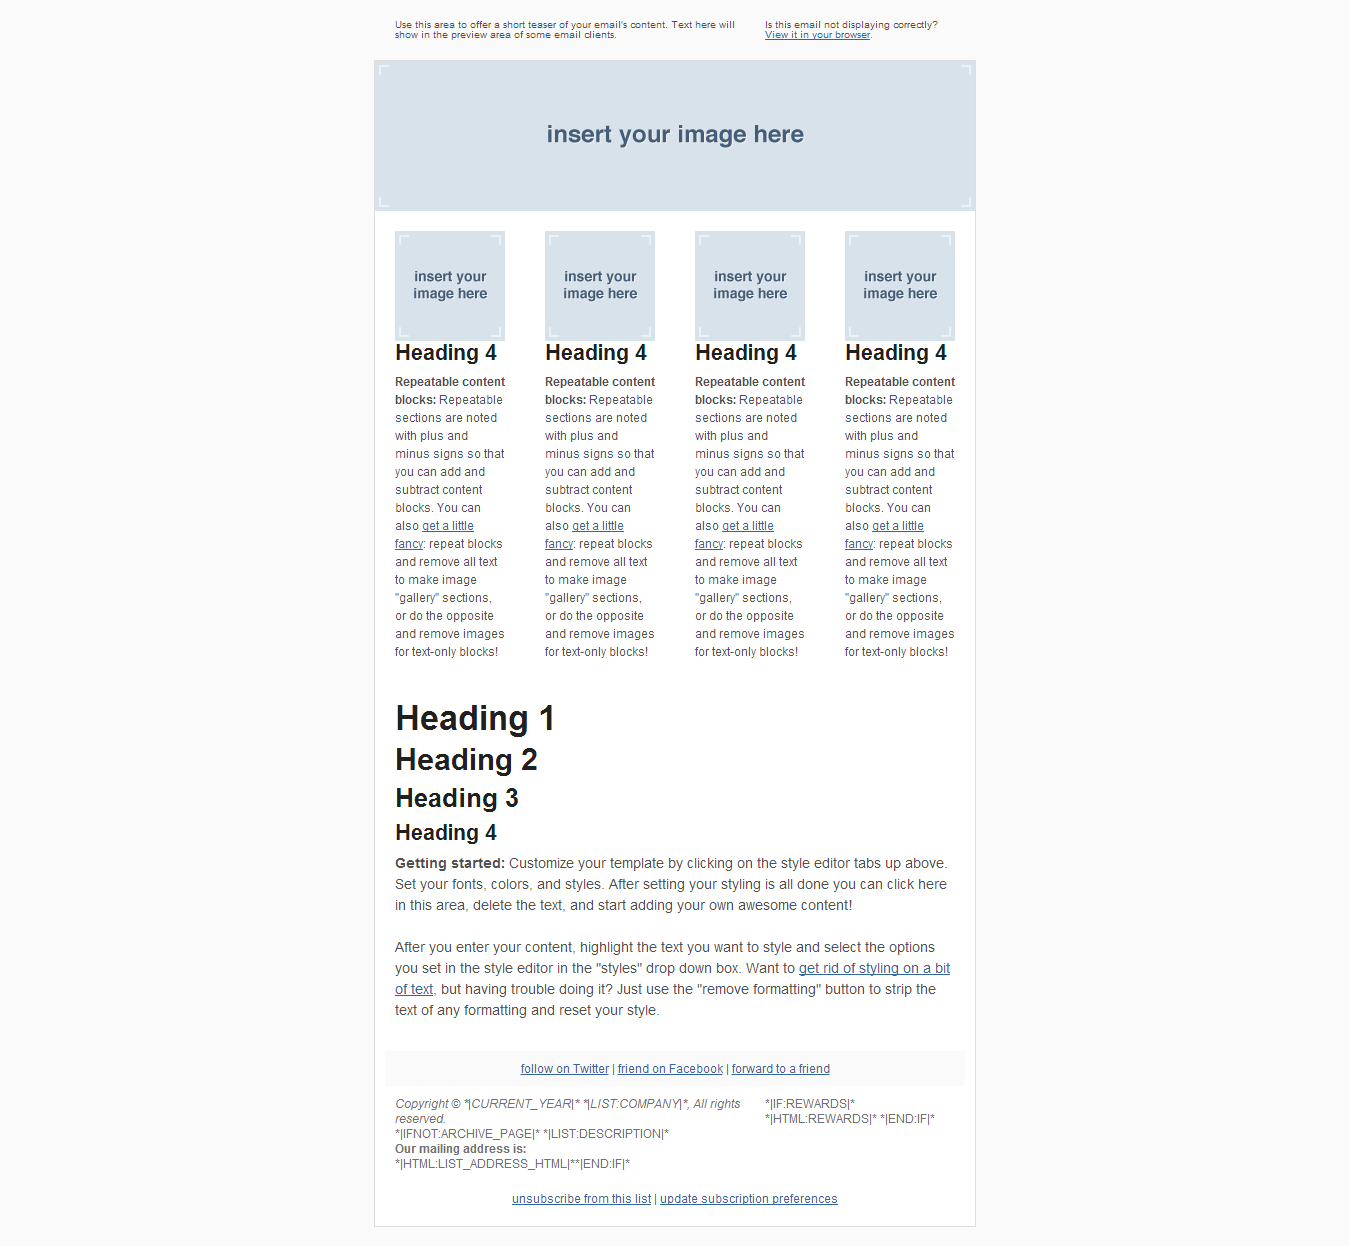 Use this area to offer a short teaser of your email's content. Text here will
show in the preview area of some email clients.
Is this email not displaying correctly?
View it in your browser.
insert your image here
insert your
image here
Heading 4
Repeatable content
blocks: Repeatable
sections are noted
with plus and
minus signs so that
you can add and
subtract content
blocks. You can
also get a little
fancy: repeat blocks
and remove all text
to make image
"gallery" sections,
or do the opposite
and remove images
for text-only blocks!
insert your
image here
Heading 4
Repeatable content
blocks: Repeatable
sections are noted
with plus and
minus signs so that
you can add and
subtract content
blocks. You can
also get a little
fancy: repeat blocks
and remove all text
to make image
"gallery" sections,
or do the opposite
and remove images
for text-only blocks!
insert your
image here
Heading 4
Repeatable content
blocks: Repeatable
sections are noted
with plus and
minus signs so that
you can add and
subtract content
blocks. You can
also get a little
fancy: repeat blocks
and remove all text
to make image
"gallery" sections,
or do the opposite
and remove images
for text-only blocks!
insert your
image here
Heading 4
Repeatable content
blocks: Repeatable
sections are noted
with plus and
minus signs so that
you can add and
subtract content
blocks. You can
also get a little
fancy: repeat blocks
and remove all text
to make image
"gallery" sections,
or do the opposite
and remove images
for text-only blocks!
Heading 1
Heading 2
Heading 3
Heading 4
Getting started: Customize your template by clicking on the style editor tabs up above.
Set your fonts, colors, and styles. After setting your styling is all done you can click here
in this area, delete the text, and start adding your own awesome content!
After you enter your content, highlight the text you want to style and select the options
you set in the style editor in the "styles" drop down box. Want to get rid of styling on a bit
of text, but having trouble doing it? Just use the "remove formatting" button to strip the
text of any formatting and reset your style.
follow on Twitter | friend on Facebook | forward to a friend
Copyright © *|CURRENT_YEAR|* *|LIST:COMPANY|*, All rights
reserved.
*|IFNOT:ARCHIVE_PAGE|* *|LIST:DESCRIPTION|*
Our mailing address is:
*|HTML:LIST_ADDRESS_HTML|**|END:IF|*
*|IF:REWARDS|*
*|HTML:REWARDS|* *|END:IF|*
unsubscribe from this list | update subscription preferences